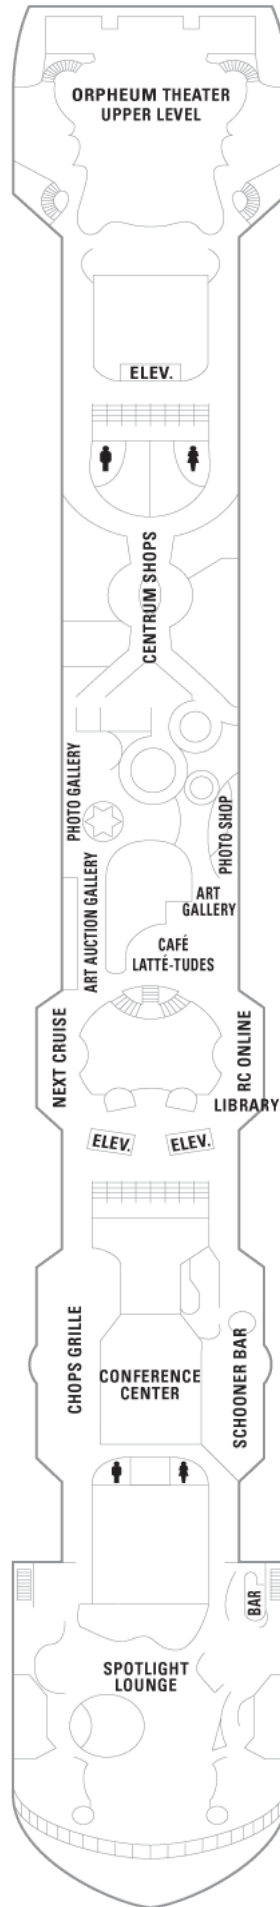 ORPHEUM THEATER
UPPER LEVEL
ELEV.
CENTRUM SHOPS
PHOTO GALLERY
PHOTO SHOP
ART AUCTION GALLERY
ART
GALLERY
CAFÉ
LATTÉ-TUDES
NEXT CRUISE
RC ONLINE
LIBRARY
ELEV.
ELEV.
CHOPS GRILLE
CONFERENCE
CENTER
SCHOONER BAR
BAR
SPOTLIGHT
LOUNGE